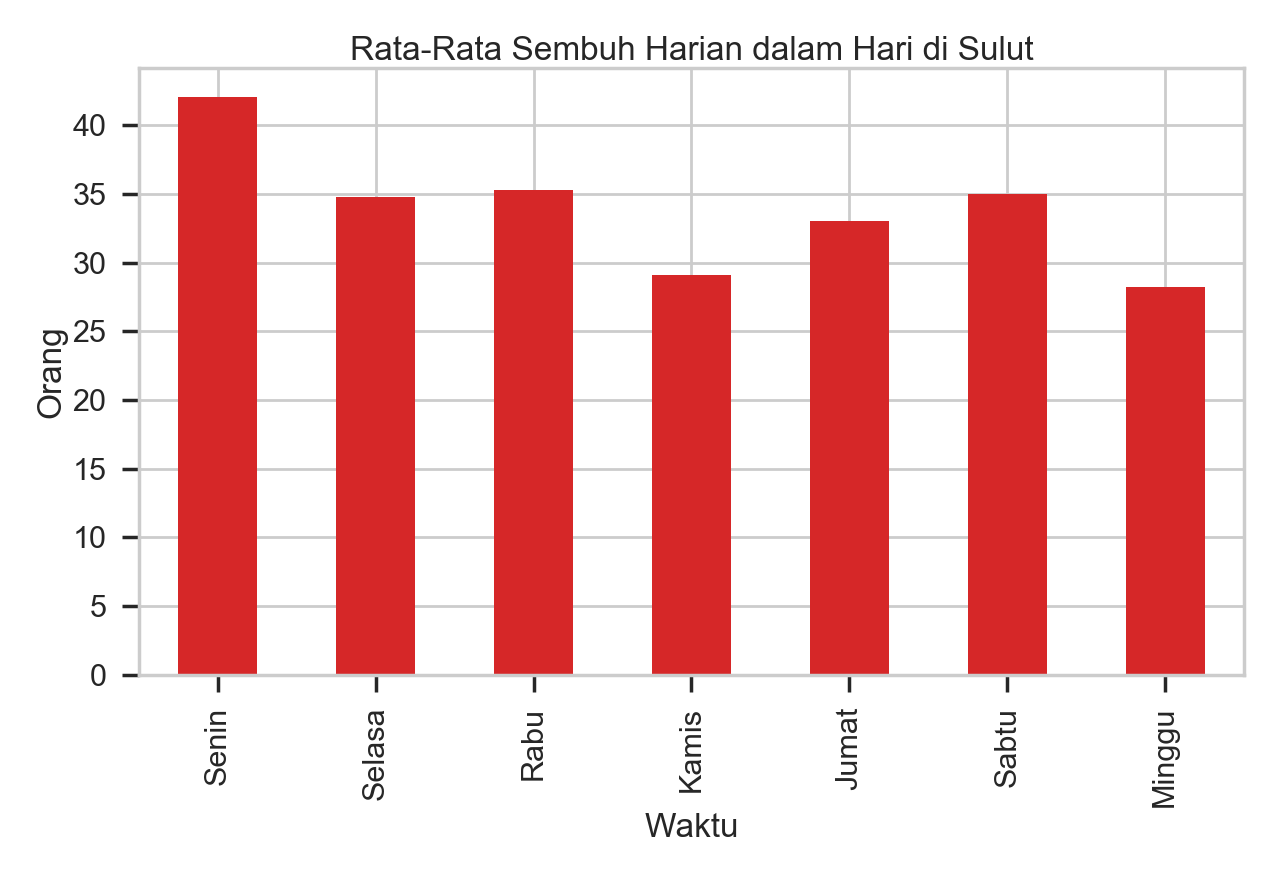 Rata-Rata Sembuh Harian dalam Hari di Sulut
Orang
40
35
30
25
20
15
10
5
0
Senin
Selasa
Rabu
Kamis
Jumat
Sabtu
Minggu
Waktu